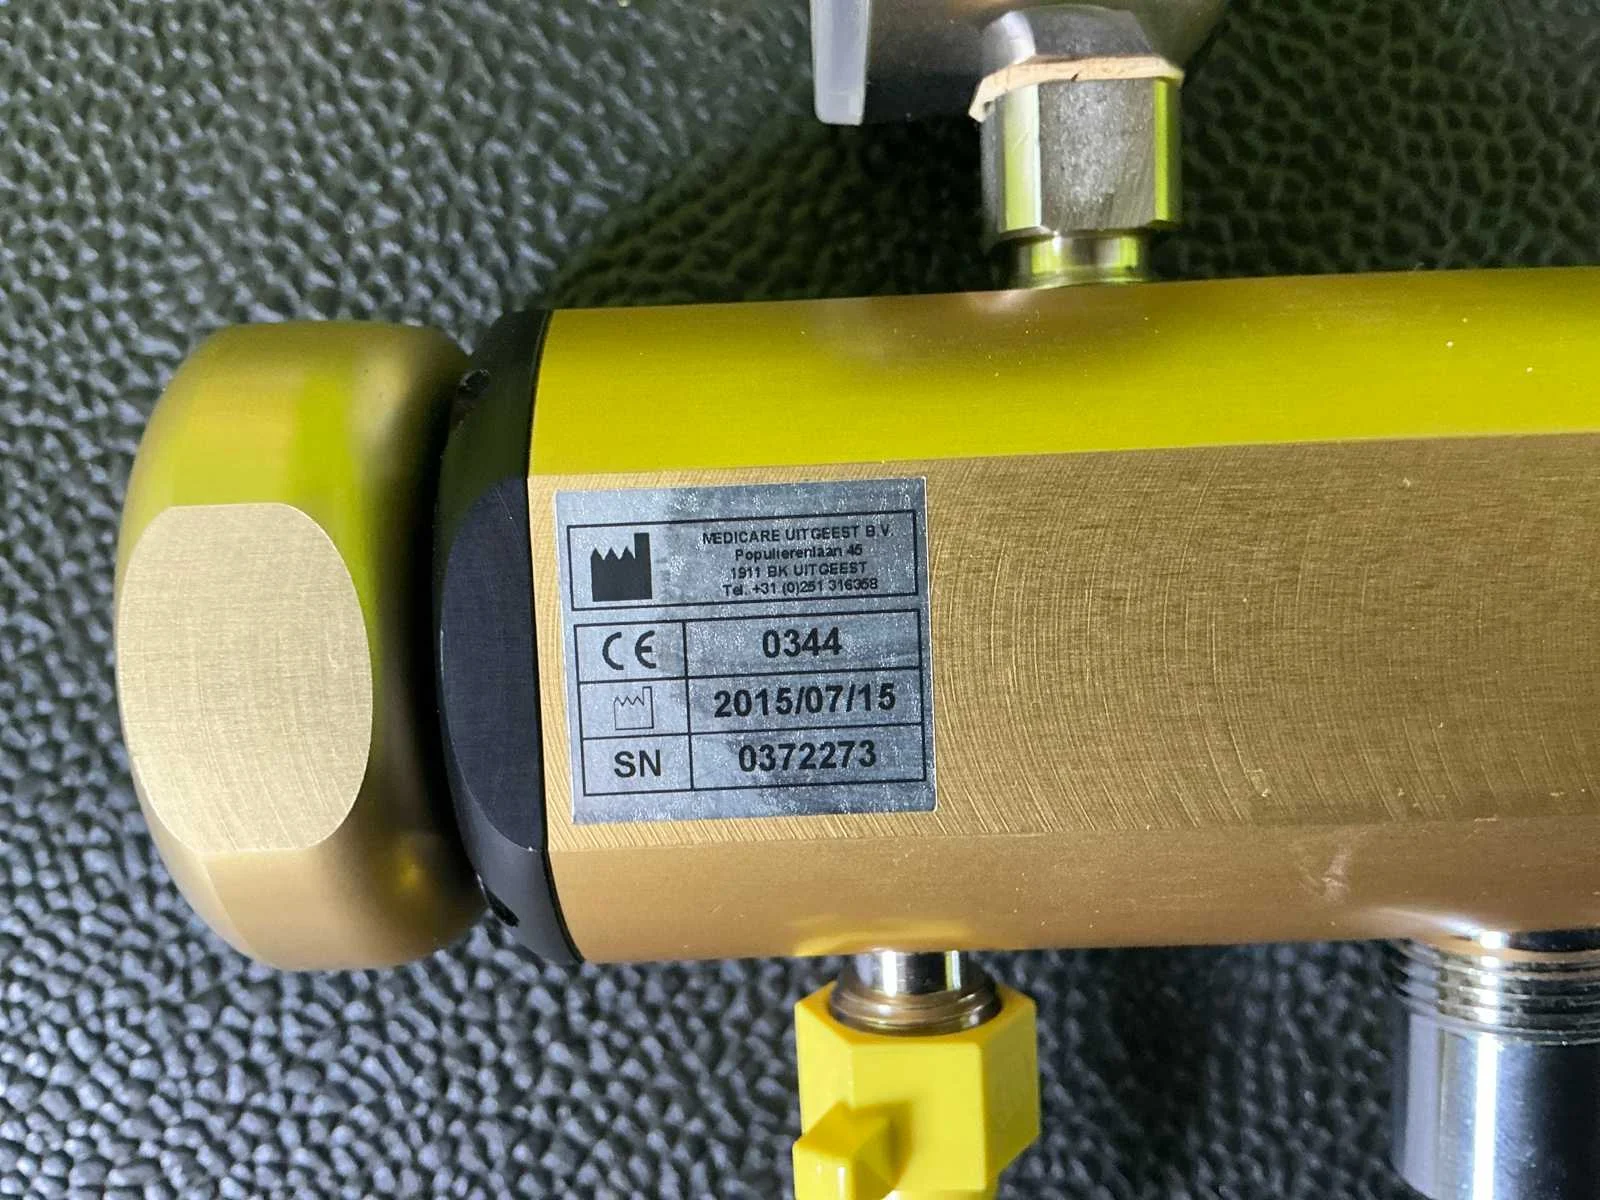 MEDICARE UITGEEST B.V.
Populierenlaan 45
1911 BK UITGEEST
Tel. +31 (0)251 316358
CE 0344
2015/07/15
SN 0372273